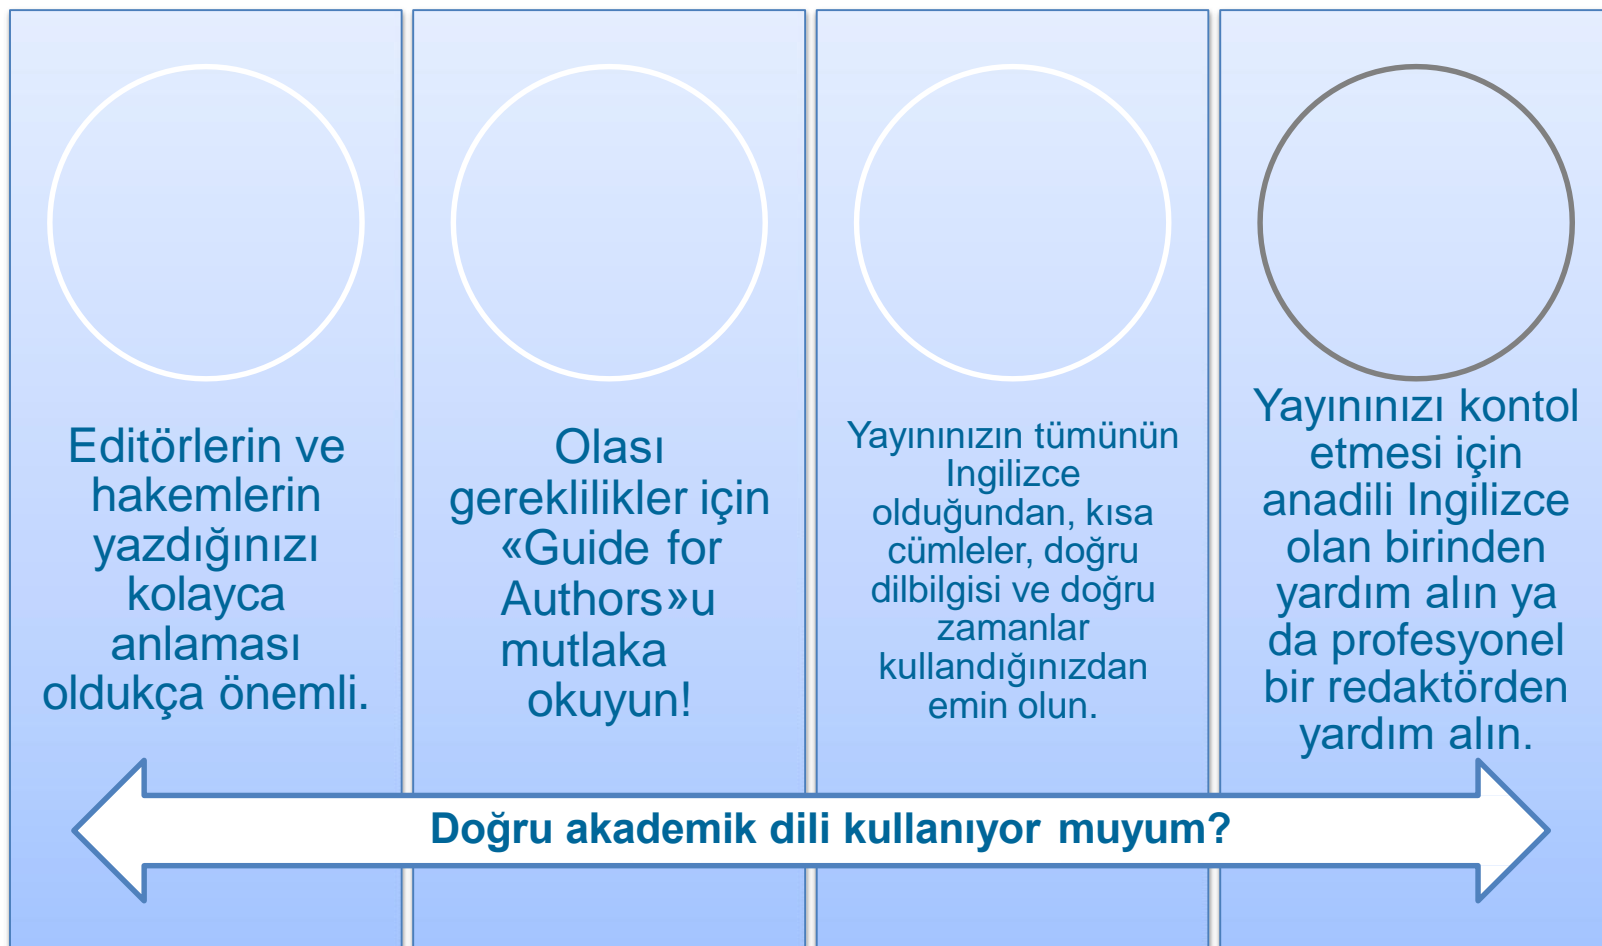 Editörlerin ve
hakemlerin
yazdığınızı
kolayca
anlaması
oldukça önemli.
Olası
gereklilikler için
«Guide for
Authors»u
mutlaka
okuyun!
Yayınınızın tümünün
Ingilizce
olduğundan, kısa
cümleler, doğru
dilbilgisi ve doğru
zamanlar
kullandığınızdan
emin olun.
Yayınınızı kontol
etmesi için
anadili Ingilizce
olan birinden
yardım alın ya
da profesyonel
bir redaktörden
yardım alın.
Doğru akademik dili kullanıyor muyum?